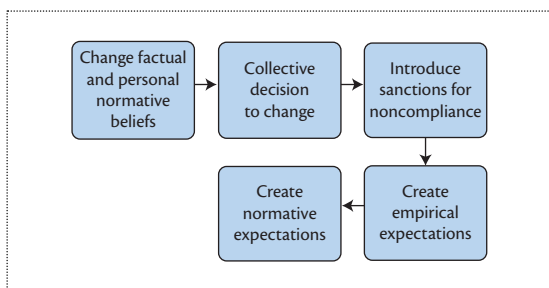 Change factual
and personal
normative
beliefs
Collective
decision
to change
Introduce
sanctions for
noncompliance
Create
empirical
expectations
Create
normative
expectations